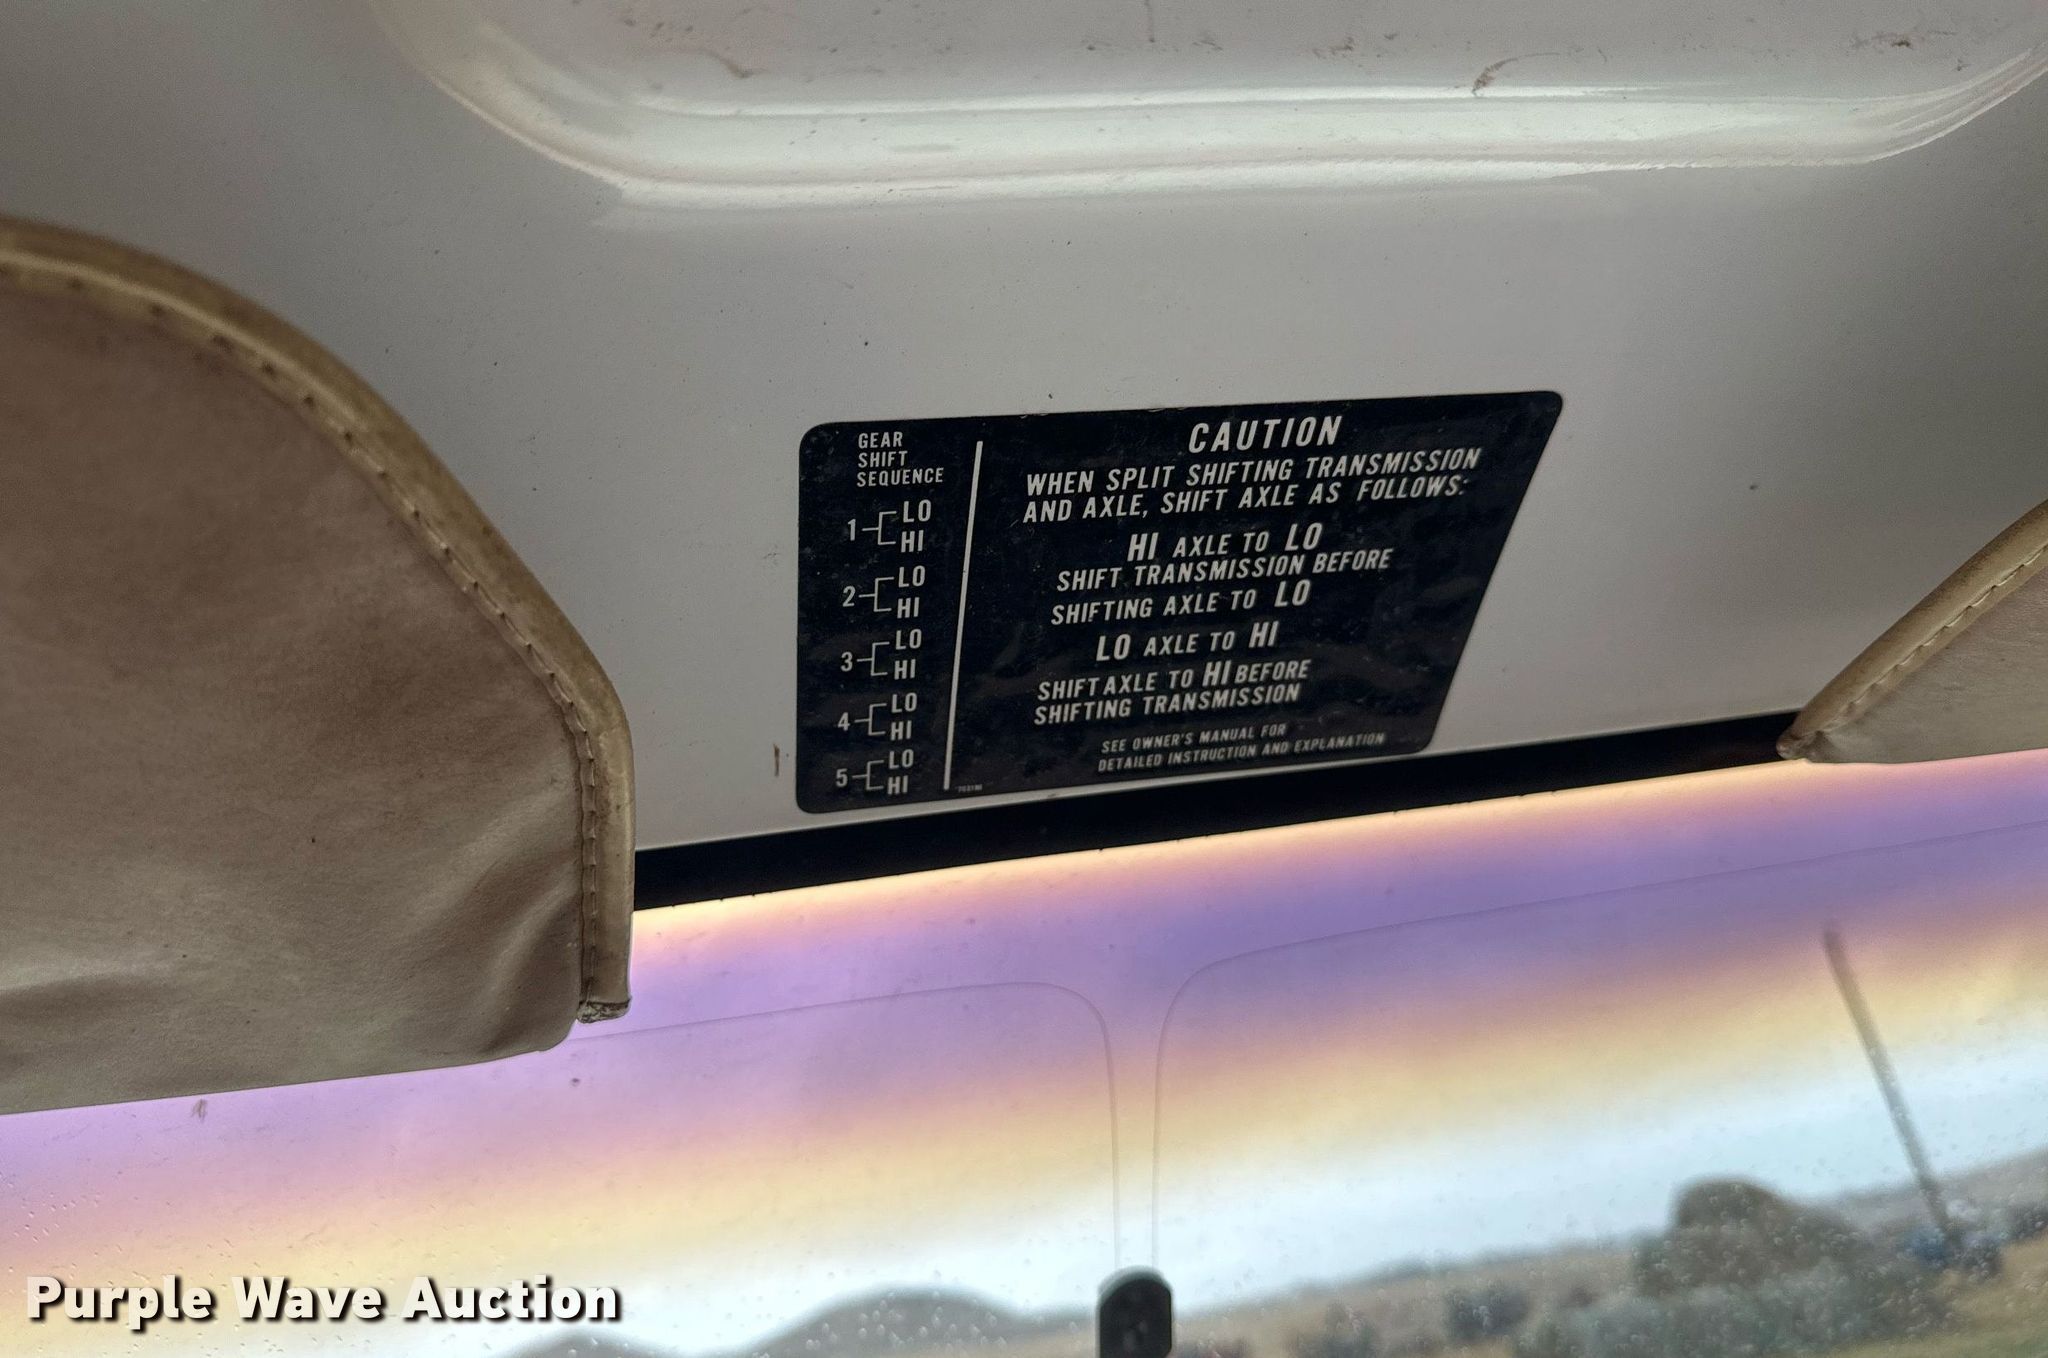 GEAR
SHIFT
SEQUENCE
1 LO
HI
2 LO
HI
3 LO
HI
4 LO
HI
5 LO
HI
CAUTION
WHEN SPLIT SHIFTING TRANSMISSION
AND AXLE, SHIFT AXLE AS FOLLOWS:
HI AXLE TO LO
SHIFT TRANSMISSION BEFORE
SHIFTING AXLE TO LO
LO AXLE TO HI
SHIFT AXLE TO HI BEFORE
SHIFTING TRANSMISSION
SEE OWNER'S MANUAL FOR
DETAILED INSTRUCTION AND EXPLANATION
Purple Wave Auction